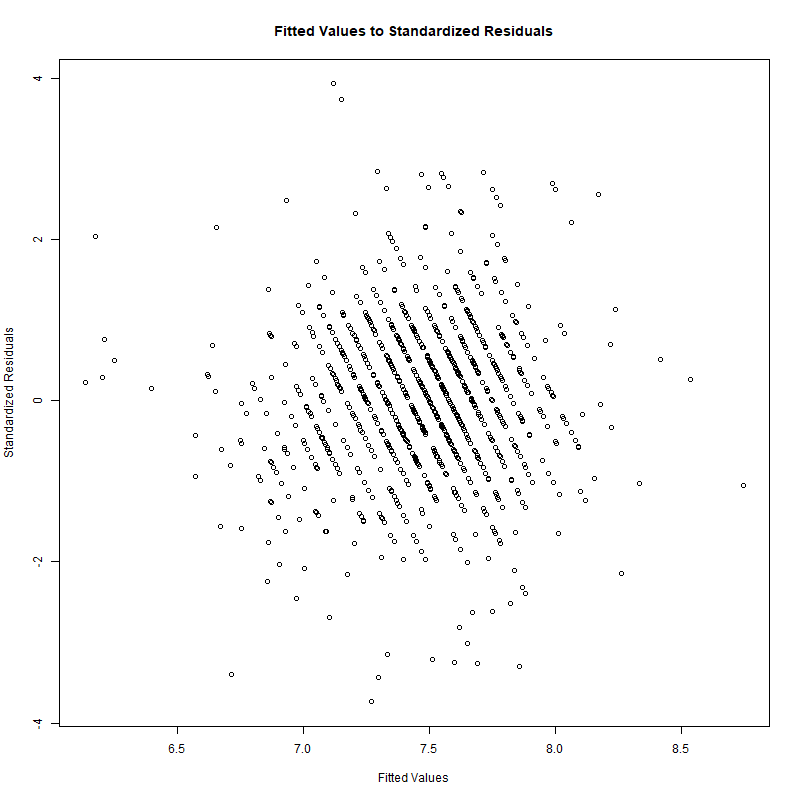 Fitted Values to Standardized Residuals
Standardized Residuals
4
2
0
-2
-4
6.5 7.0 7.5 8.0 8.5
Fitted Values